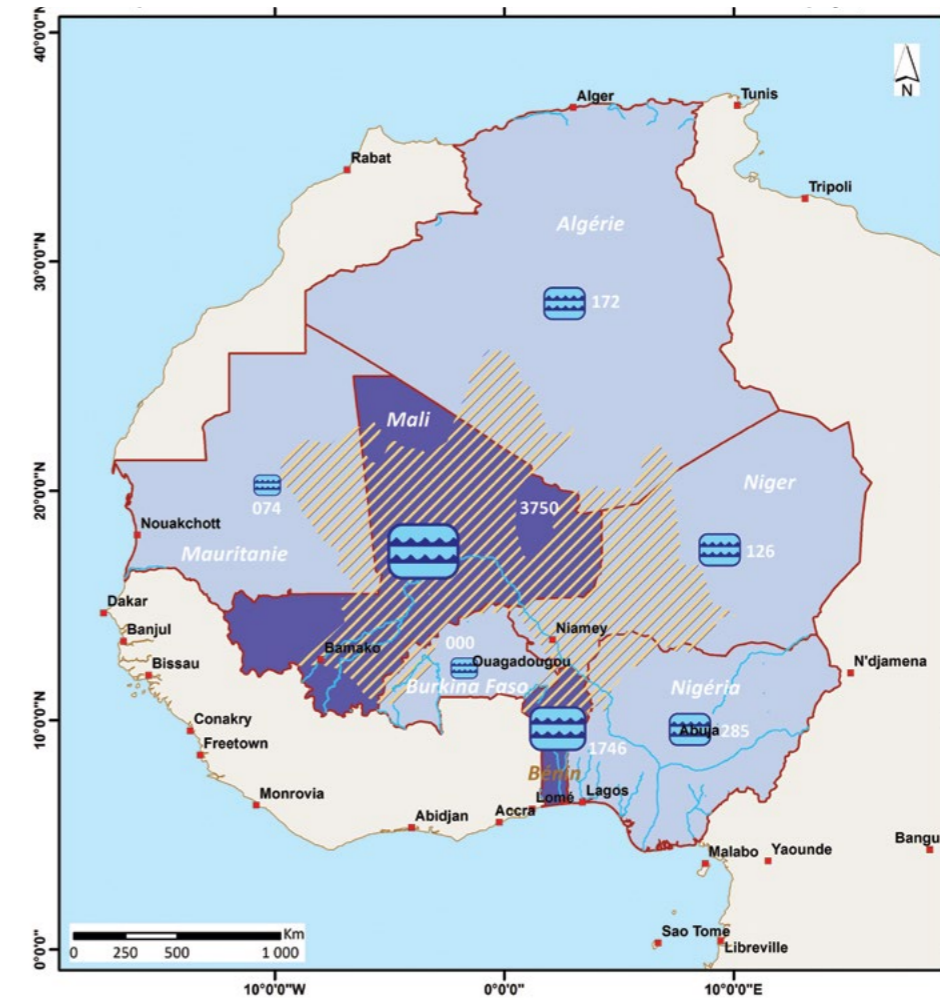 40°0'0"N
N
Alger
Tunis
Rabat
Tripoli
Algérie
30°0'0"N
172
Mali
Niger
20°0'0"N
074
3750
Nouakchott
Mauritanie
126
Dakar
Banjul
Niamey
000
Bamako
Ouagadougou
Bissau
N'djamena
Burkina Faso
Nigéria
10°0'0"N
Conakry
Abuja
285
Freetown
1746
Bénin
Monrovia
Lomé
Lagos
Accra
Abidjan
Bangu
Malabo
Yaounde
Sao Tome
Libreville
Km
0 250 500 1 000
0°0'0"
10°0'0"W
0°0'0"
10°0'0"E